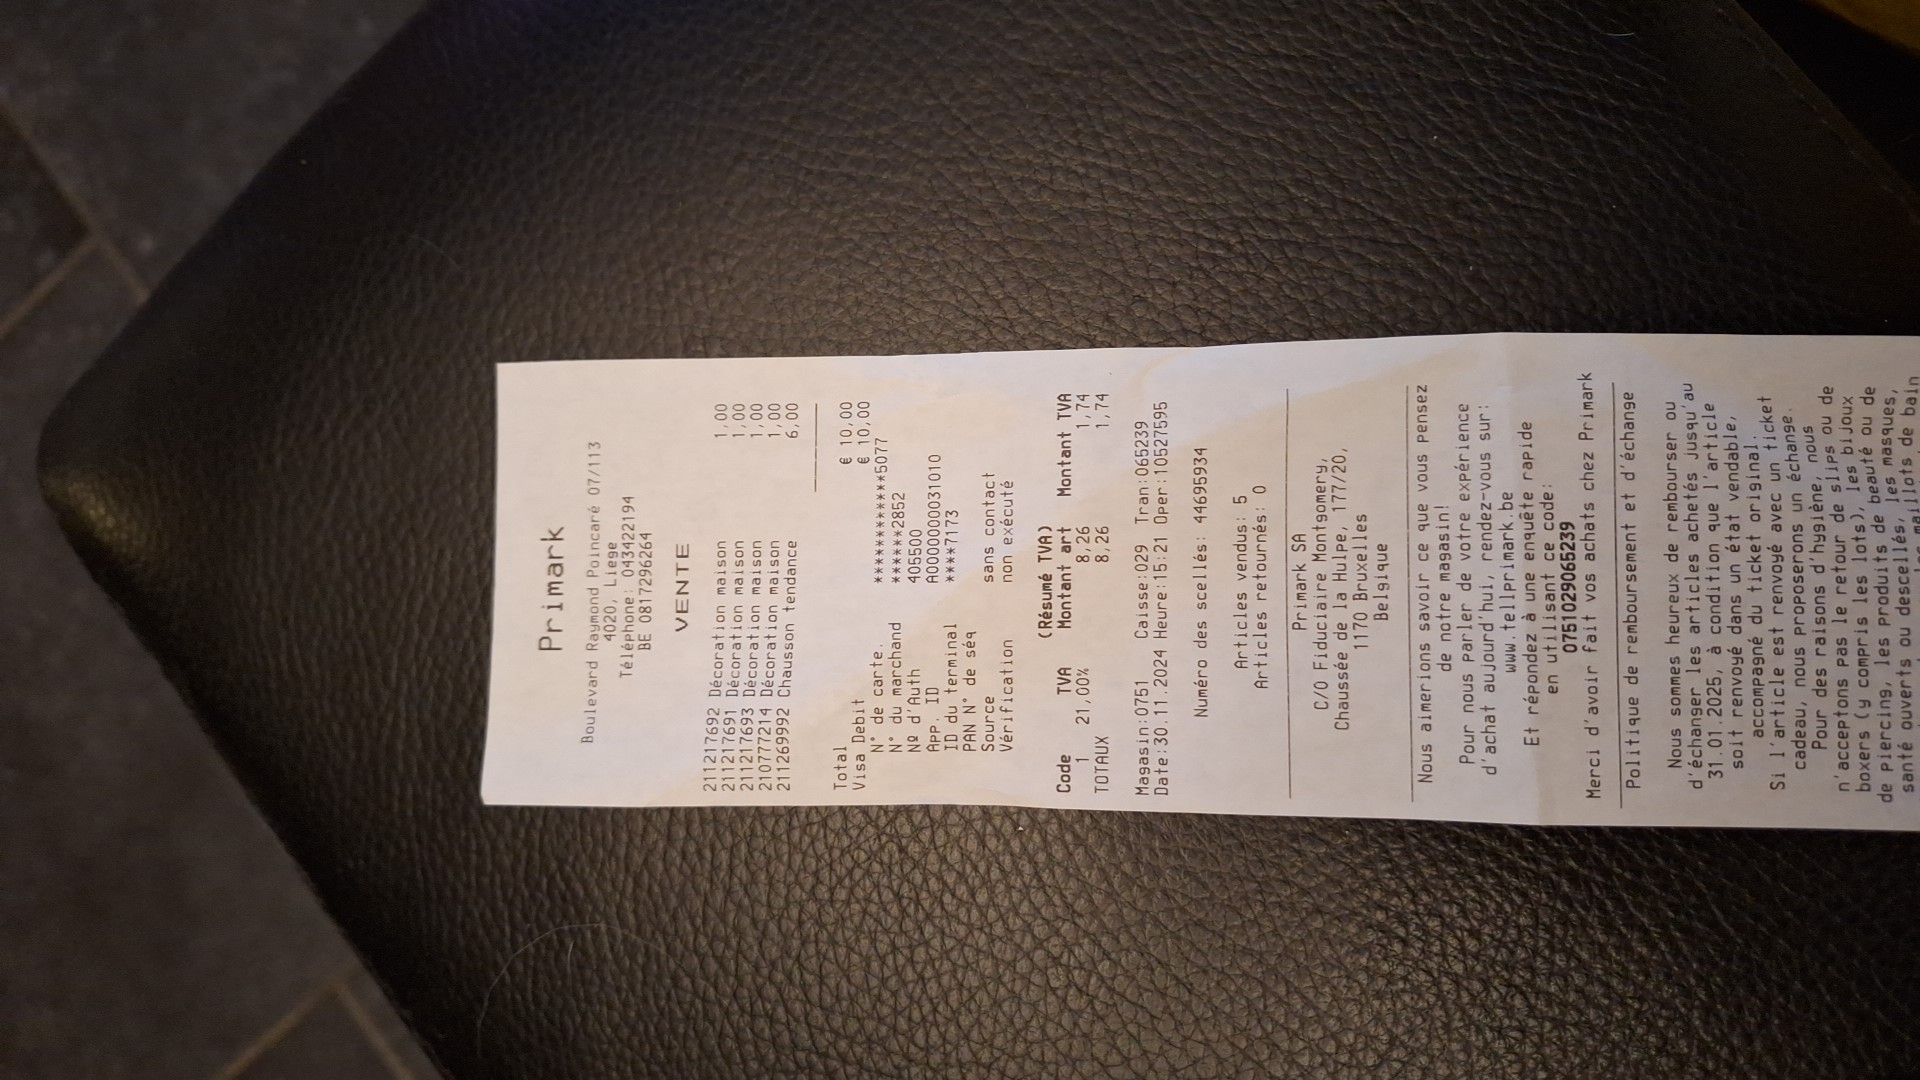 Primark
Boulevard Raymond Poincaré 07/113
4020, Liege
Téléphone: 043422194
BE 0817296264
VENTE
211217692 Décoration maison 1,00
211217691 Décoration maison 1,00
211217693 Décoration maison 1,00
210777214 Décoration maison 1,00
211269992 Chausson tendance 6,00
Total € 10,00
Visa Debit € 10,00
N° de carte. ************5077
N° du marchand ******2852
Nº d'Auth 405500
App. ID A0000000031010
ID du terminal ****7173
PAN N° de séq
Source sans contact
Vérification non exécuté
(Résumé TVA)
Code TVA Montant art Montant TVA
1 21,00% 8,26 1,74
TOTAUX 8,26 1,74
Magasin:0751 Caisse:029 Tran:065239
Date:30.11.2024 Heure:15:21 Oper:10527595
Numéro des scellés: 44695934
Articles vendus: 5
Articles retournés: 0
Primark SA
C/O Fiduciaire Montgomery,
Chaussée de la Hulpe, 177/20,
1170 Bruxelles
Belgique
Nous aimerions savoir ce que vous pensez
de notre magasin!
Pour nous parler de votre expérience
d'achat aujourd'hui, rendez-vous sur:
www.tellprimark.be
Et répondez à une enquête rapide
en utilisant ce code:
0751029065239
Merci d'avoir fait vos achats chez Primark
Politique de remboursement et d'échange
Nous sommes heureux de rembourser ou
d'échanger les articles achetés jusqu'au
31.01.2025, à condition que l'article
soit renvoyé dans un état vendable,
accompagné du ticket original.
Si l'article est renvoyé avec un ticket
cadeau, nous proposerons un échange.
Pour des raisons d'hygiène, nous
n'acceptons pas le retour de slips ou de
boxers (y compris les lots), les bijoux
de piercing, les produits de beauté ou de
santé ouverts ou descellés, les masques,
les maillots de bain